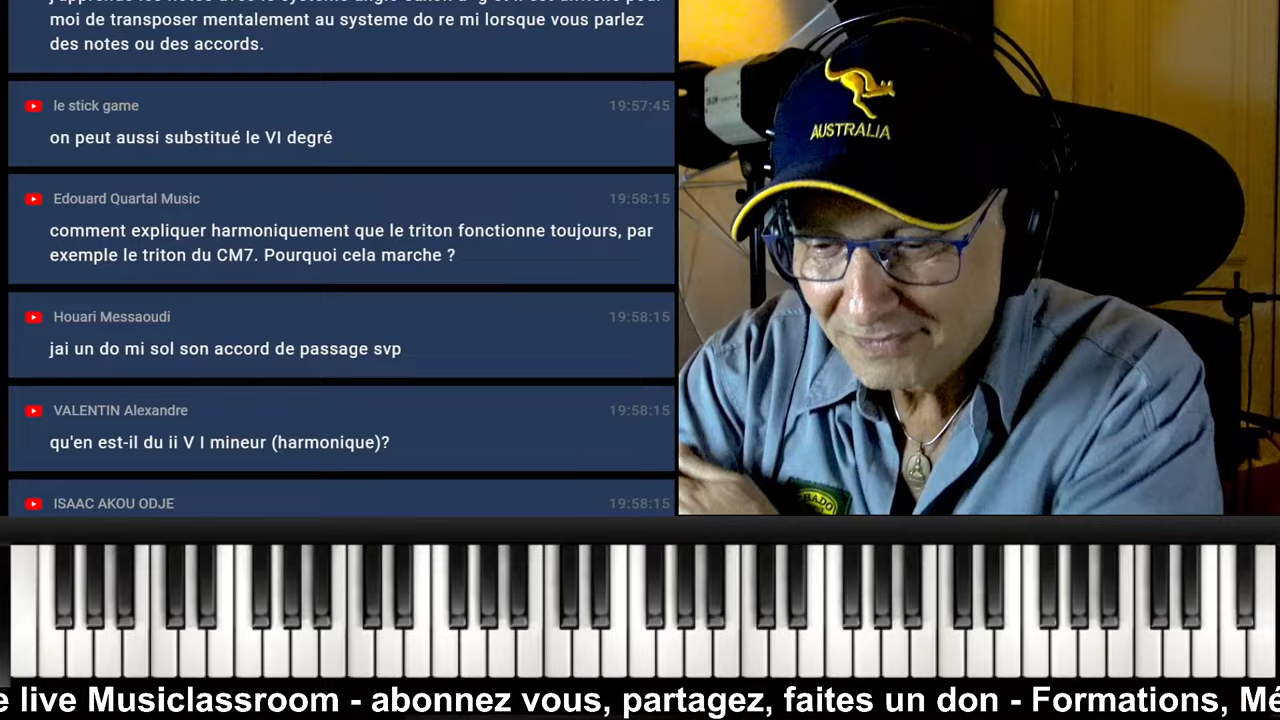 moi de transposer mentalement au systeme do re mi lorsque vous parlez
des notes ou des accords.
le stick game 19:57:45
on peut aussi substitué le VI degré
Edouard Quartal Music 19:58:15
comment expliquer harmoniquement que le triton fonctionne toujours, par
exemple le triton du CM7. Pourquoi cela marche ?
Houari Messaoudi 19:58:15
jai un do mi sol son accord de passage svp
VALENTIN Alexandre 19:58:15
qu'en est-il du ii V I mineur (harmonique)?
ISAAC AKOU ODJE 19:58:15
AUSTRALIA
e live Musiclassroom - abonnez vous, partagez, faites un don - Formations, Mé